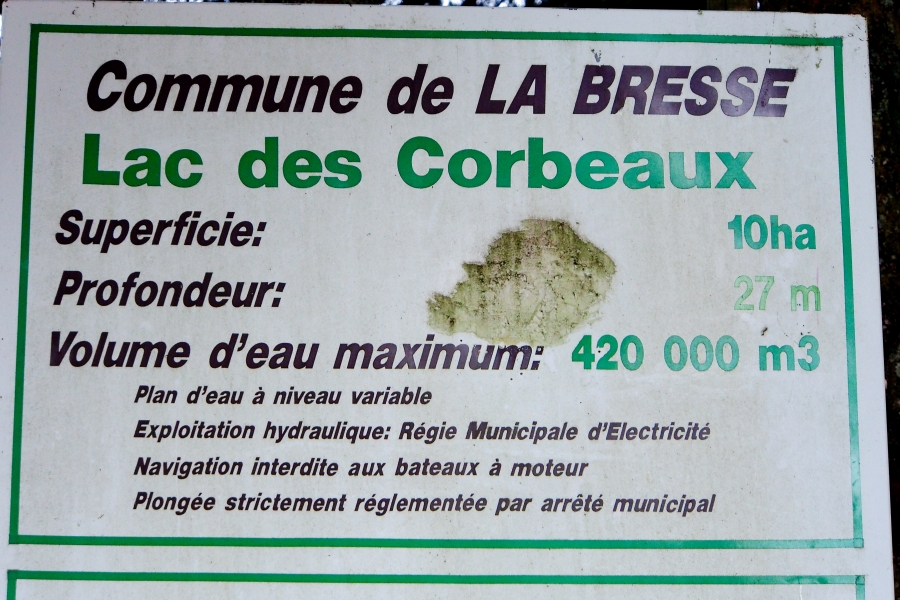 Commune de LA BRESSE
Lac des Corbeaux
Superficie: 10ha
Profondeur: 27 m
Volume d'eau maximum: 420 000 m3
Plan d'eau à niveau variable
Exploitation hydraulique: Régie Municipale d'Electricité
Navigation interdite aux bateaux à moteur
Plongée strictement réglementée par arrêté municipal